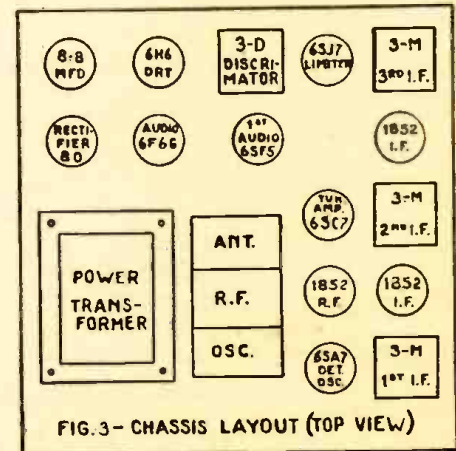 8-8
MFD
6H6
DRT
3-D
DISCRI-
MATOR
6SJ7
LIMITER
3-M
3RD I.F.
RECTI-
FIER
80
AUDIO
6F6G
1ST
AUDIO
6SF5
1852
I.F.
TUN
AMP.
6SC7
3-M
2ND I.F.
POWER
TRANS-
FORMER
ANT.
R.F.
OSC.
1852
R.F.
1852
I.F.
6SA7
DET.
OSC.
3-M
1ST I.F.
FIG.3- CHASSIS LAYOUT (TOP VIEW)